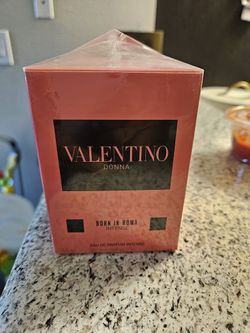 VALENTINO
DONNA
BORN IN ROMA
INTENSE
EAU DE PARFUM INTENSE